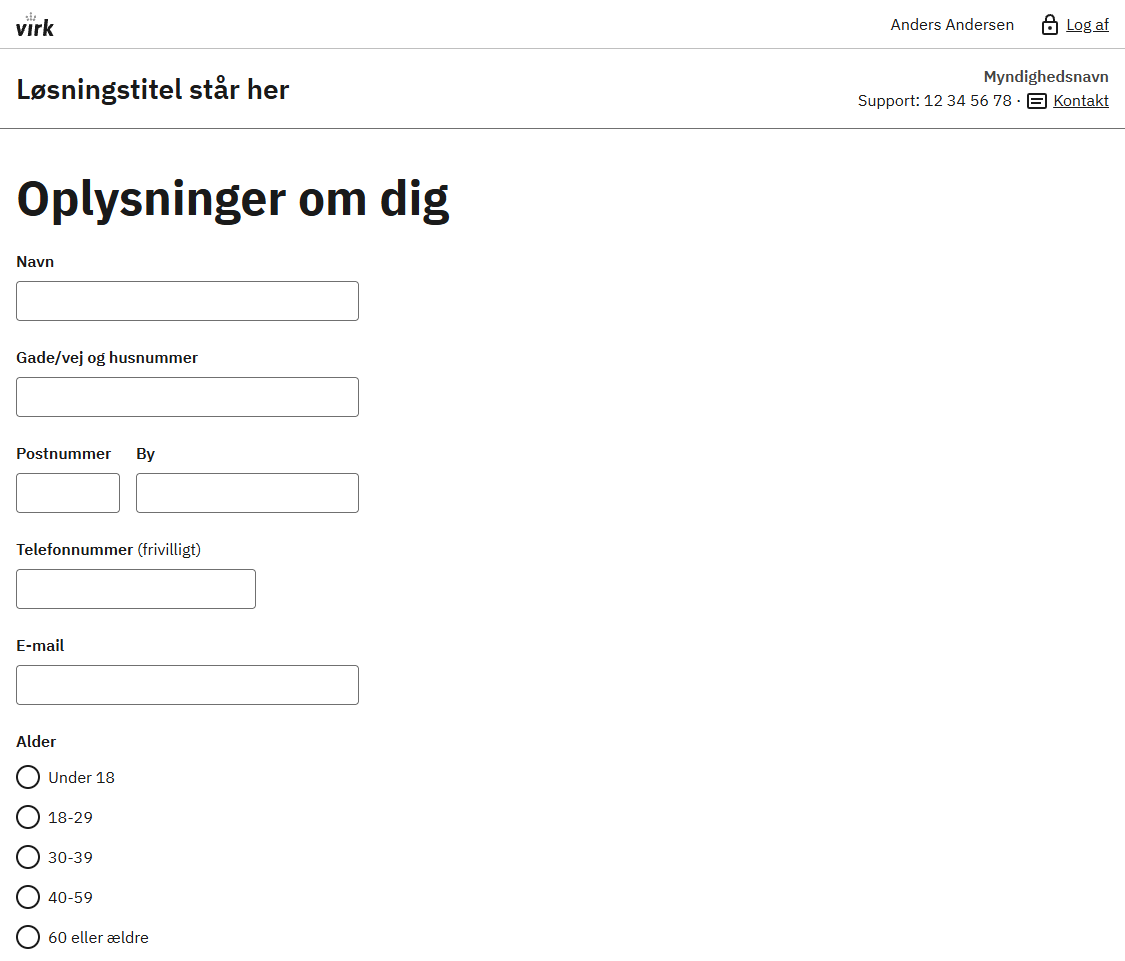 virk
Anders Andersen Log af
Løsningstitel står her
Myndighedsnavn
Support: 12 34 56 78 · Kontakt
Oplysninger om dig
Navn
Gade/vej og husnummer
Postnummer By
Telefonnummer (frivilligt)
E-mail
Alder
Under 18
18-29
30-39
40-59
60 eller ældre